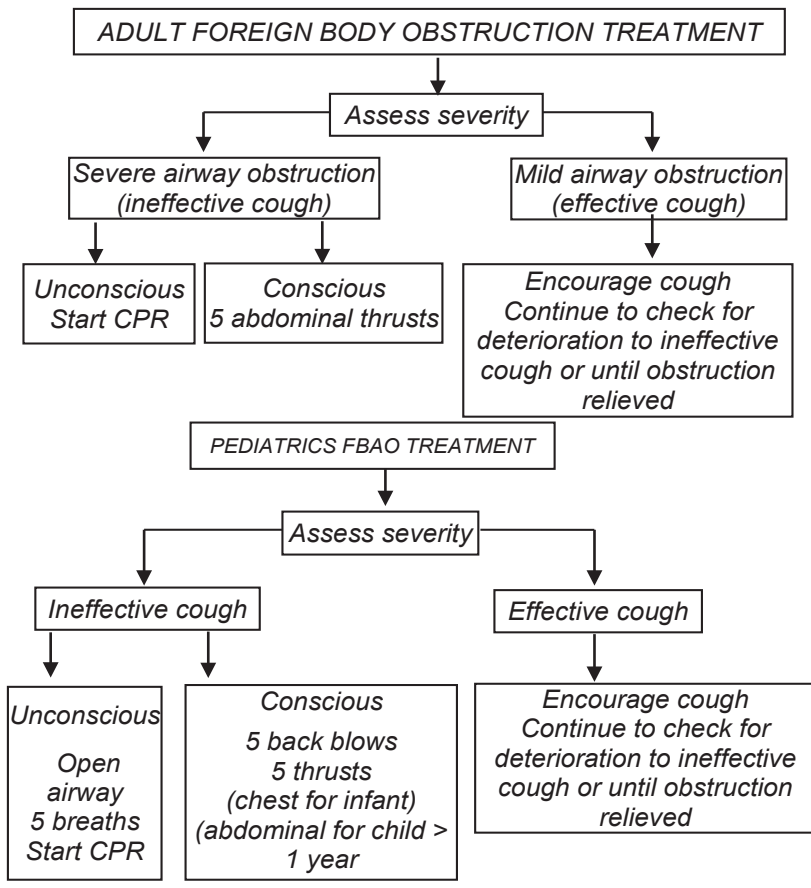 ADULT FOREIGN BODY OBSTRUCTION TREATMENT
Assess severity
Severe airway obstruction
(ineffective cough)
Mild airway obstruction
(effective cough)
Unconscious
Start CPR
Conscious
5 abdominal thrusts
Encourage cough
Continue to check for
deterioration to ineffective
cough or until obstruction
relieved
PEDIATRICS FBAO TREATMENT
Assess severity
Ineffective cough
Effective cough
Unconscious
Open
airway
5 breaths
Start CPR
Conscious
5 back blows
5 thrusts
(chest for infant)
(abdominal for child >
1 year
Encourage cough
Continue to check for
deterioration to ineffective
cough or until obstruction
relieved